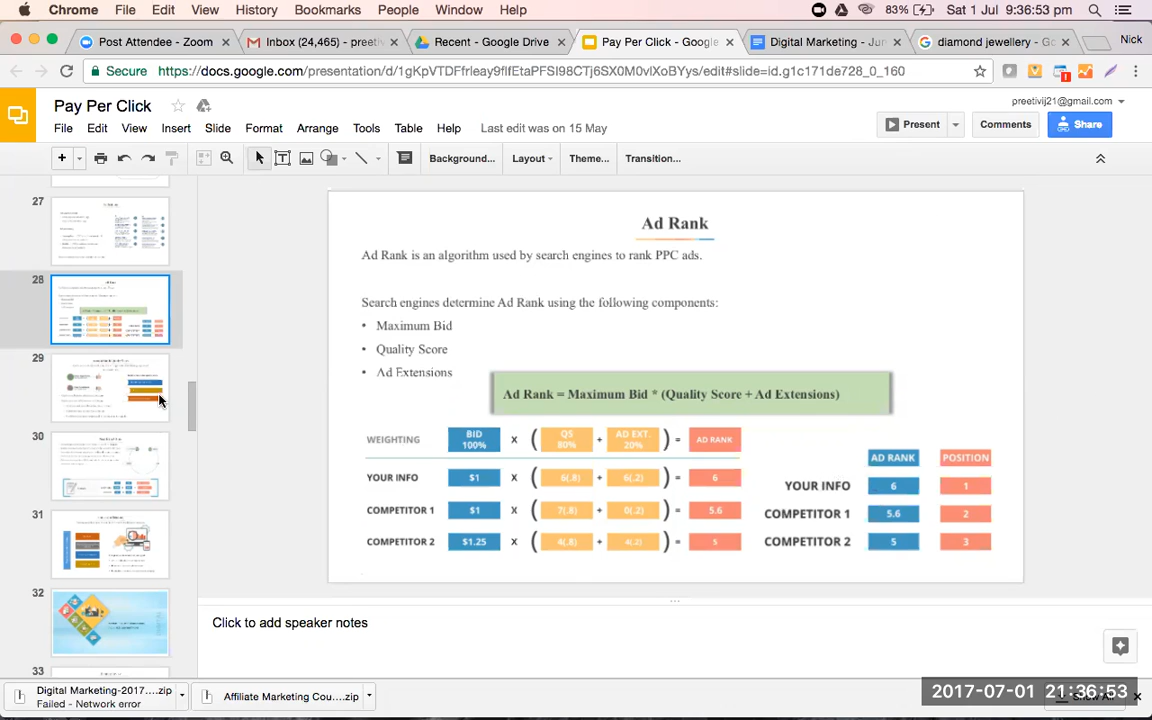 Chrome File Edit View History Bookmarks People Window Help 83% Sat 1 Jul 9:36:53 pm
Post Attendee - Zoom Inbox (24,465) - preetiv Recent - Google Drive Pay Per Click - Google Digital Marketing - Jun diamond jewellery - Go Nick
Secure https://docs.google.com/presentation/d/1gKpVTDFfrleay9flfEtaPFSI98CTj6SX0M0vlXoBYys/edit#slide=id.g1c171de728_0_160
Pay Per Click preetivij21@gmail.com
File Edit View Insert Slide Format Arrange Tools Table Help Last edit was on 15 May Present Comments Share
Background... Layout Theme... Transition...
27
28
29
30
31
32
33
Ad Rank
Ad Rank is an algorithm used by search engines to rank PPC ads.
Search engines determine Ad Rank using the following components:
• Maximum Bid
• Quality Score
• Ad Extensions
Ad Rank = Maximum Bid * (Quality Score + Ad Extensions)
WEIGHTING BID 100% X ( QS 80% + AD EXT. 20% ) = AD RANK
YOUR INFO $1 X ( 6(.8) + 6(.2) ) = 6
COMPETITOR 1 $1 X ( 7(.8) + 0(.2) ) = 5.6
COMPETITOR 2 $1.25 X ( 4(.8) + 4(.2) ) = 5
AD RANK POSITION
YOUR INFO 6 1
COMPETITOR 1 5.6 2
COMPETITOR 2 5 3
Click to add speaker notes
Digital Marketing-2017....zip
Failed - Network error
Affiliate Marketing Cou....zip
2017-07-01 21:36:53